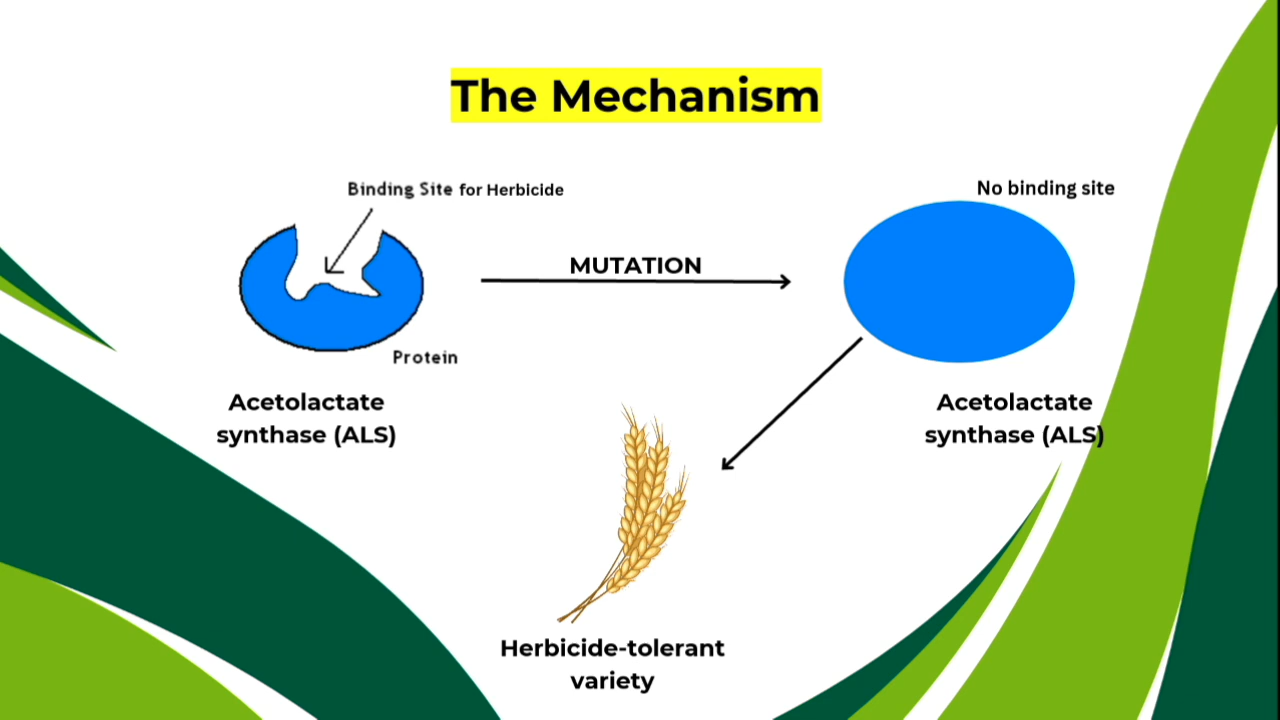 The Mechanism
Binding Site for Herbicide
No binding site
MUTATION
Protein
Acetolactate
synthase (ALS)
Acetolactate
synthase (ALS)
Herbicide-tolerant
variety